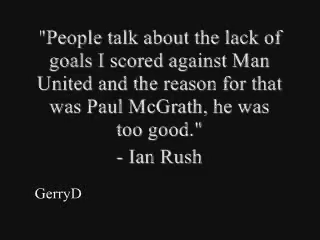 "People talk about the lack of
goals I scored against Man
United and the reason for that
was Paul McGrath, he was
too good."
- Ian Rush
GerryD